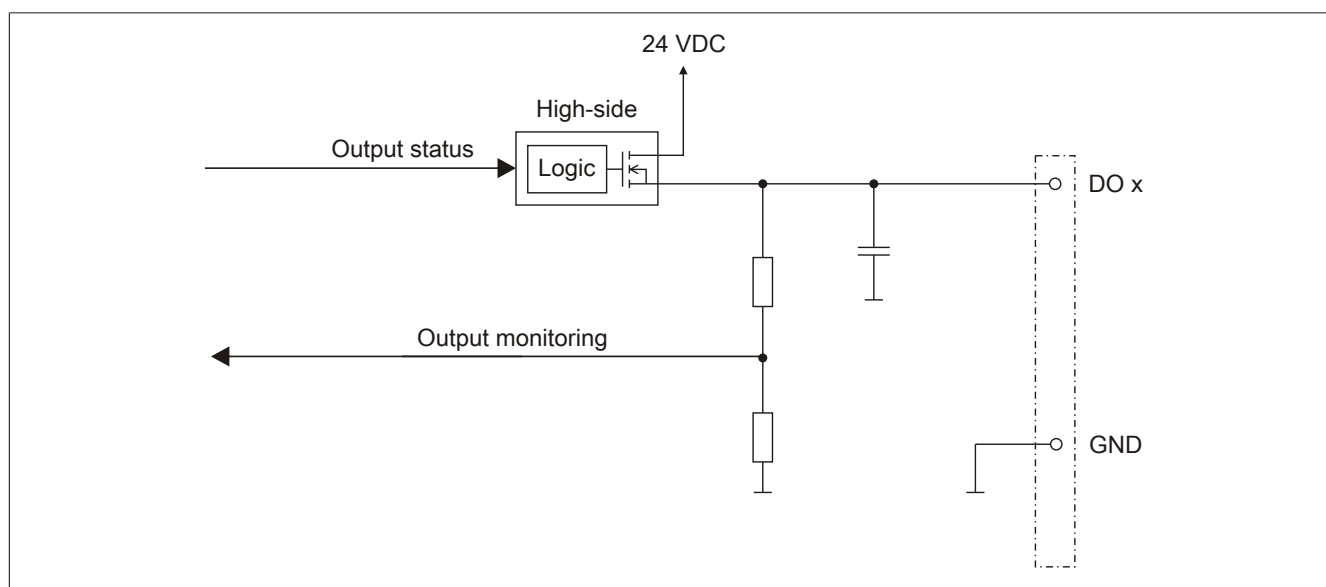 24 VDC
High-side
Output status
Logic
DO x
Output monitoring
GND